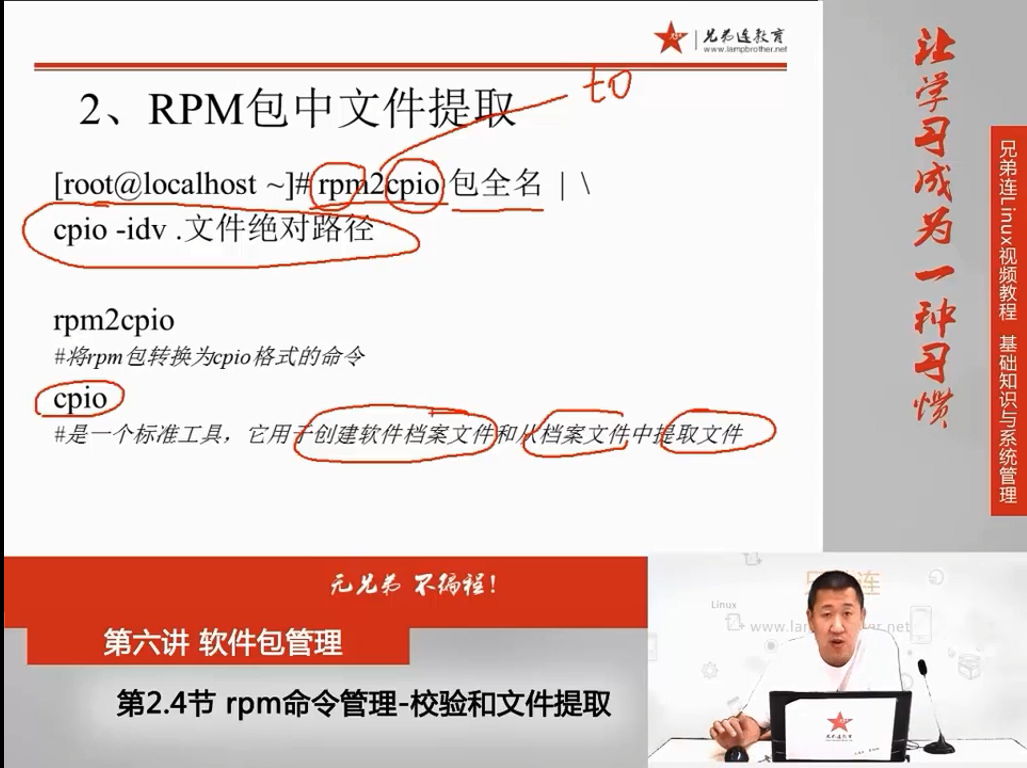 兄弟连教育
www.lampbrother.net
to
2、RPM包中文件提取
[root@localhost ~]# rpm2cpio 包全名 | \
cpio -idv .文件绝对路径
rpm2cpio
#将rpm包转换为cpio格式的命令
cpio
#是一个标准工具，它用于创建软件档案文件和从档案文件中提取文件
让学习成为一种习惯
兄弟连Linux视频教程 基础知识与系统管理
无兄弟 不编程！
第六讲 软件包管理
第2.4节 rpm命令管理-校验和文件提取
Linux
兄弟连教育